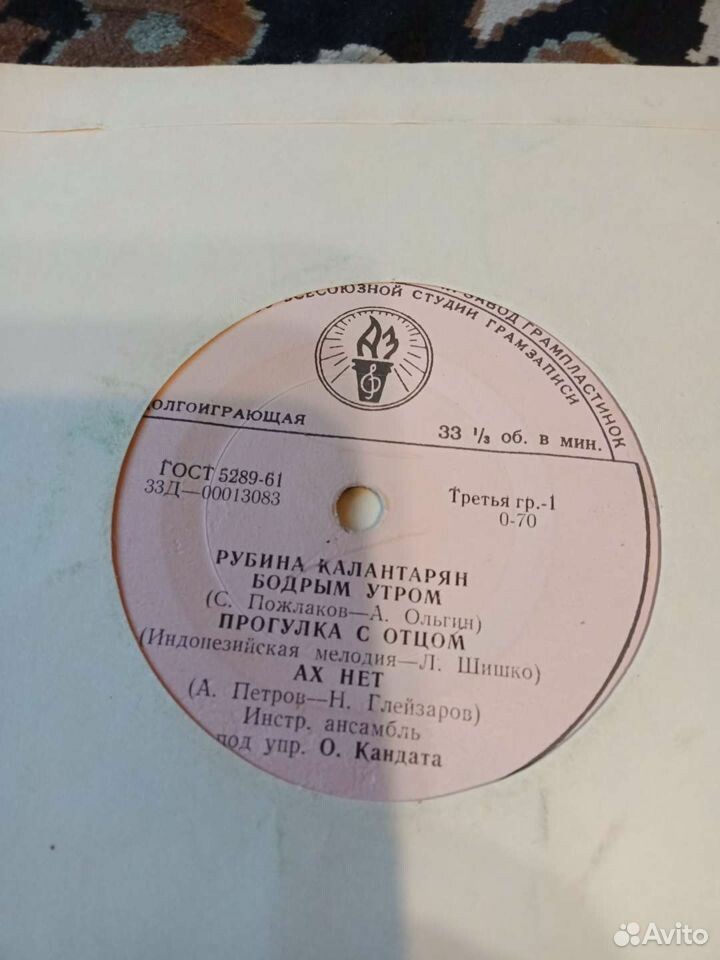 ЗАВОД ГРАМПЛАСТИНОК
ВСЕСОЮЗНОЙ СТУДИИ ГРАМЗАПИСИ
АЗ
ОЛГОИГРАЮЩАЯ
33 1/3 об. в мин.
ГОСТ 5289-61
33Д—00013083
Третья гр.-1
0-70
РУБИНА КАЛАНТАРЯН
БОДРЫМ УТРОМ
(С. Пожлаков—А. Ольгин)
ПРОГУЛКА С ОТЦОМ
(Индонезийская мелодия—Л. Шишко)
АХ НЕТ
(А. Петров—Н. Глейзаров)
Инстр. ансамбль
под упр. О. Кандата
Avito